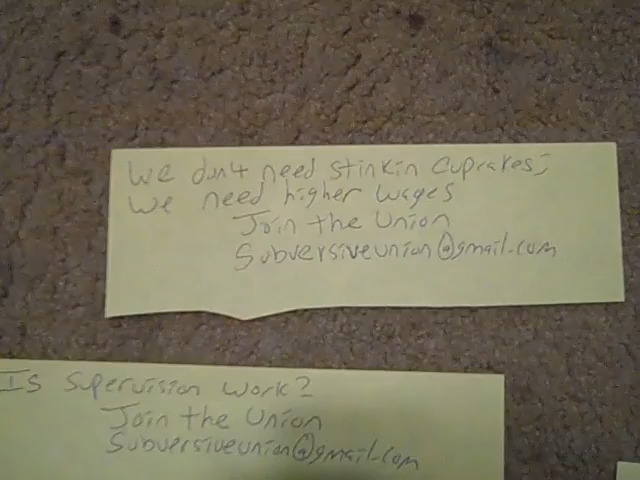 We don't need stinkin cupcakes;
We need higher wages
Join the Union
Subversiveunion@gmail.com
Is Supervision work?
Join the Union
Subversiveunion@gmail.com